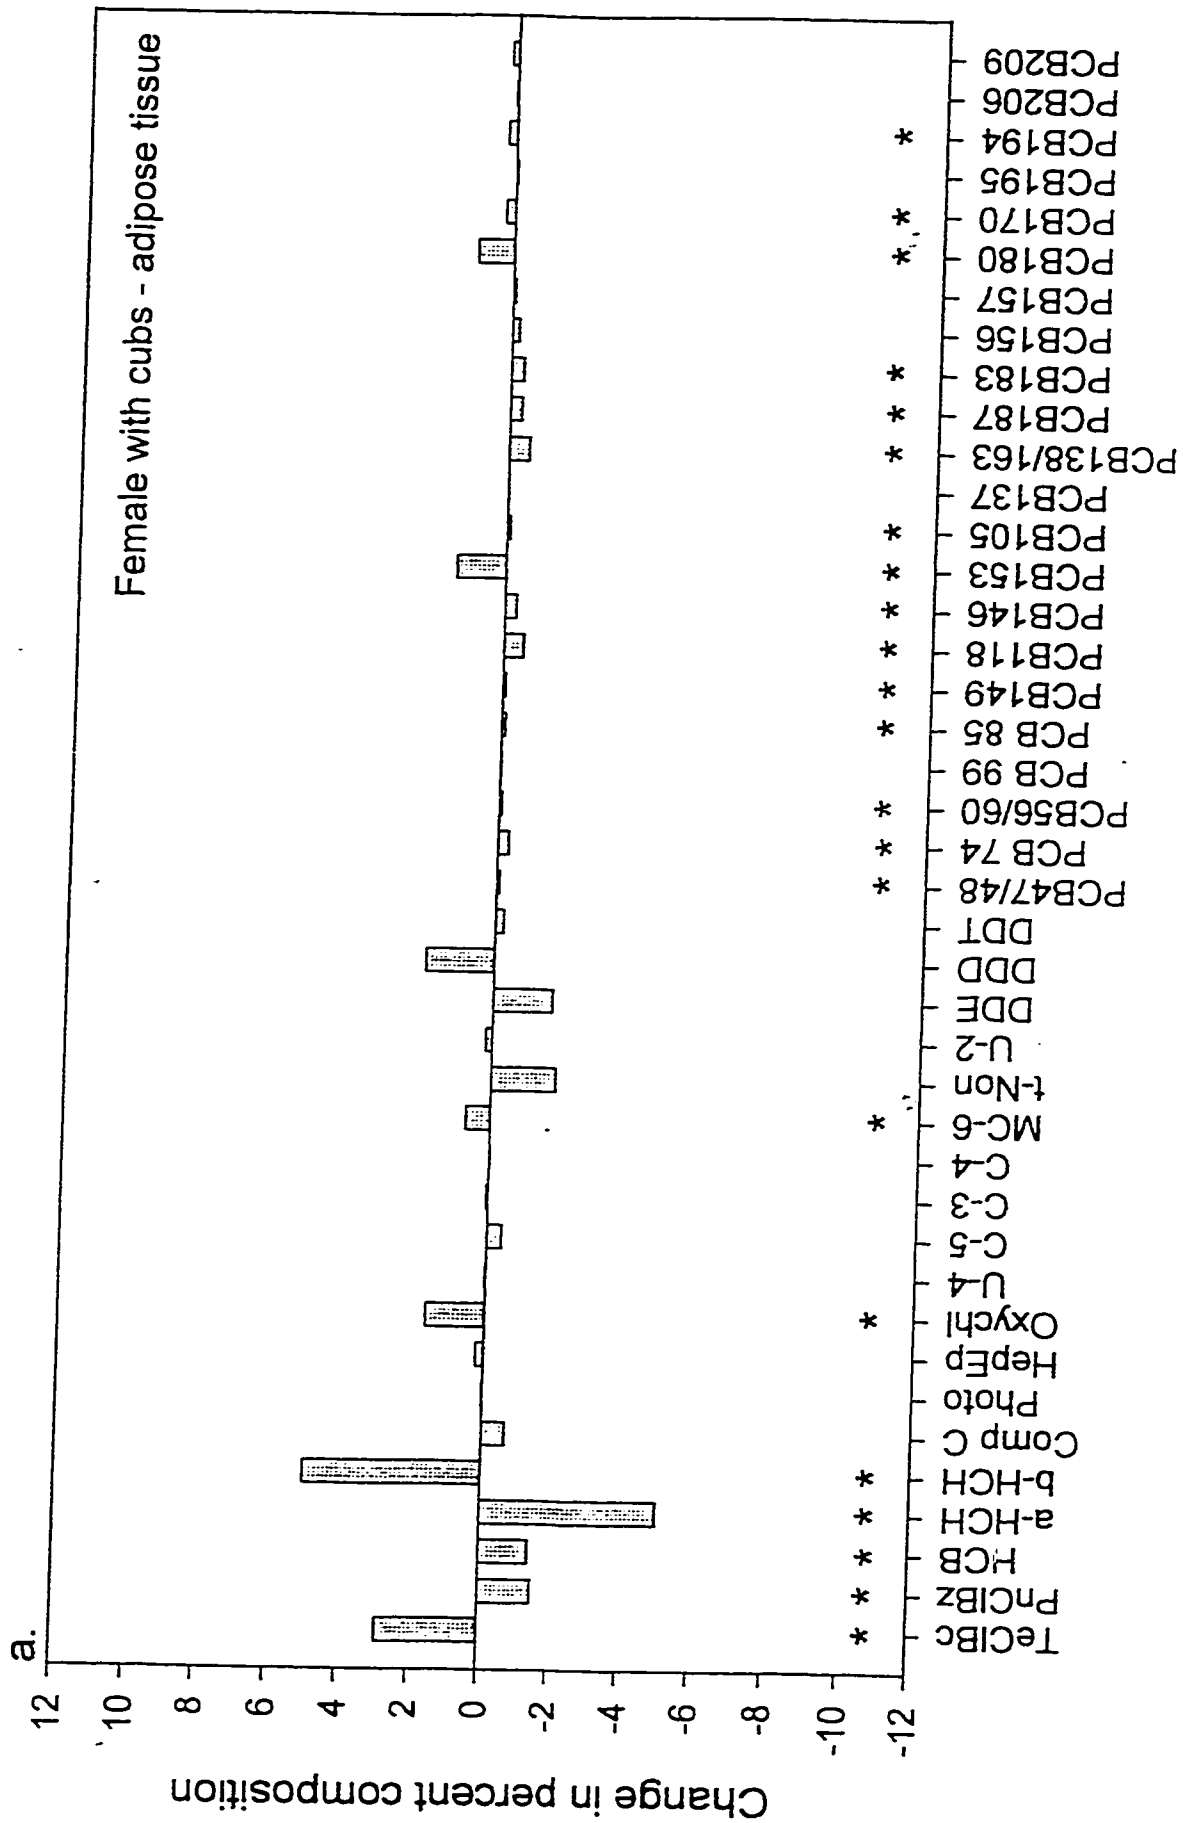 a.
Female with cubs - adipose tissue
Change in percent composition
12
10
8
6
4
2
0
-2
-4
-6
-8
-10
-12
* TeClBc
* PnClBz
* HCB
* a-HCH
* b-HCH
Comp C
Photo
HepEp
* Oxychl
U-4
C-5
C-3
C-4
* MC-6
t-Non
U-2
DDE
DDD
DDT
* PCB47/48
* PCB 74
* PCB56/60
PCB 99
* PCB 85
* PCB149
* PCB118
* PCB146
* PCB153
* PCB105
PCB137
* PCB138/163
* PCB187
* PCB183
PCB156
PCB157
* PCB180
* PCB170
PCB195
* PCB194
PCB206
PCB209